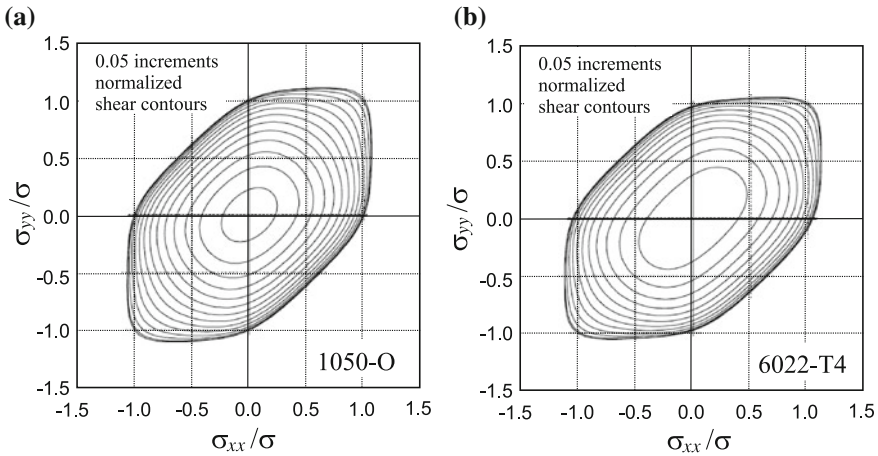 (a)
1.5
1.0
0.5
0.0
-0.5
-1.0
-1.5
σyy/σ
0.05 increments
normalized
shear contours
1050-O
-1.5 -1.0 -0.5 0.0 0.5 1.0 1.5
σxx/σ
(b)
1.5
1.0
0.5
0.0
-0.5
-1.0
-1.5
σyy/σ
0.05 increments
normalized
shear contours
6022-T4
-1.5 -1.0 -0.5 0.0 0.5 1.0 1.5
σxx/σ